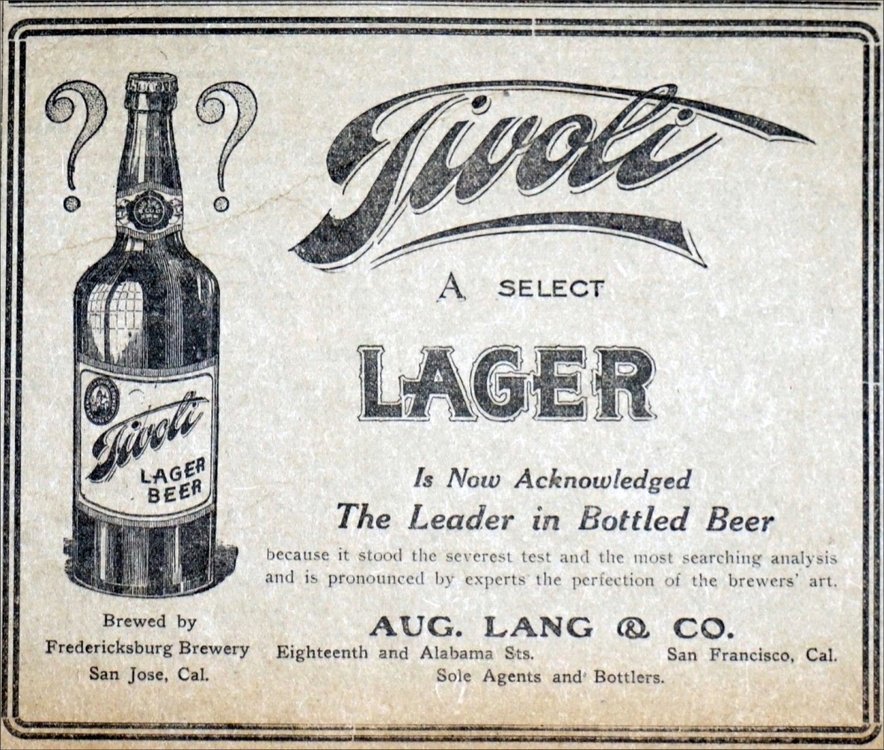 ? ?
Tivoli
A SELECT
LAGER
Is Now Acknowledged
The Leader in Bottled Beer
because it stood the severest test and the most searching analysis
and is pronounced by experts the perfection of the brewers' art.
AUG. LANG & CO.
Eighteenth and Alabama Sts. San Francisco, Cal.
Sole Agents and Bottlers.
Tivoli
LAGER
BEER
Brewed by
Fredericksburg Brewery
San Jose, Cal.